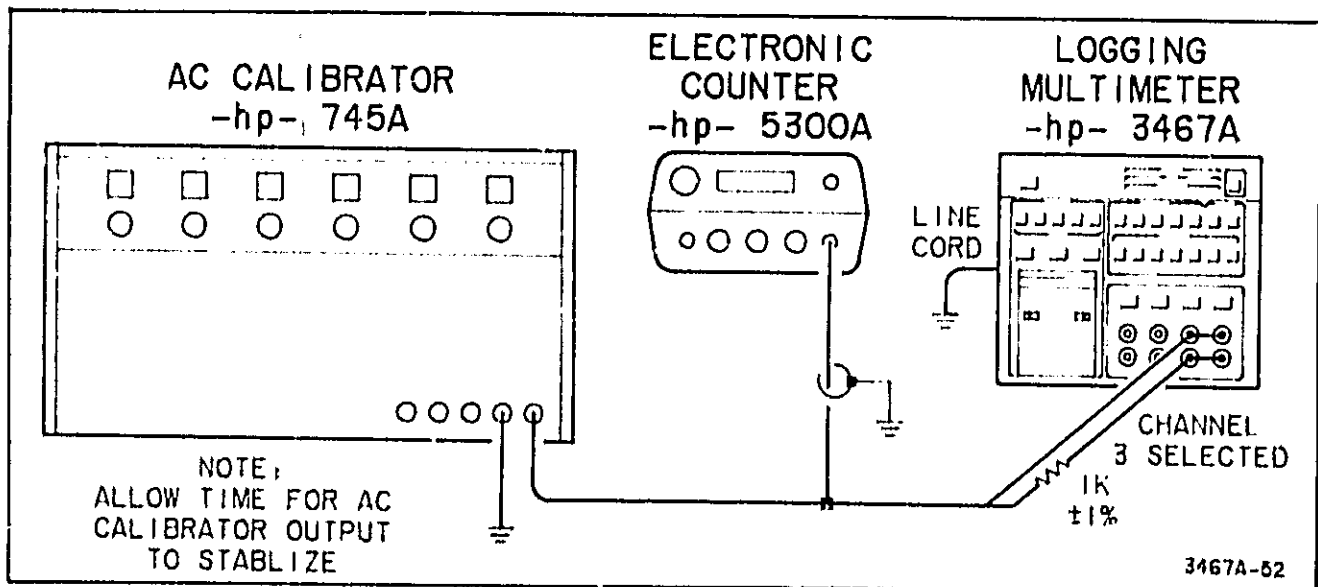 AC CALIBRATOR
-hp- 745A
ELECTRONIC
COUNTER
-hp- 5300A
LOGGING
MULTIMETER
-hp- 3467A
LINE
CORD
CHANNEL
3 SELECTED
1K
±1%
NOTE:
ALLOW TIME FOR AC
CALIBRATOR OUTPUT
TO STABLIZE
3467A-52